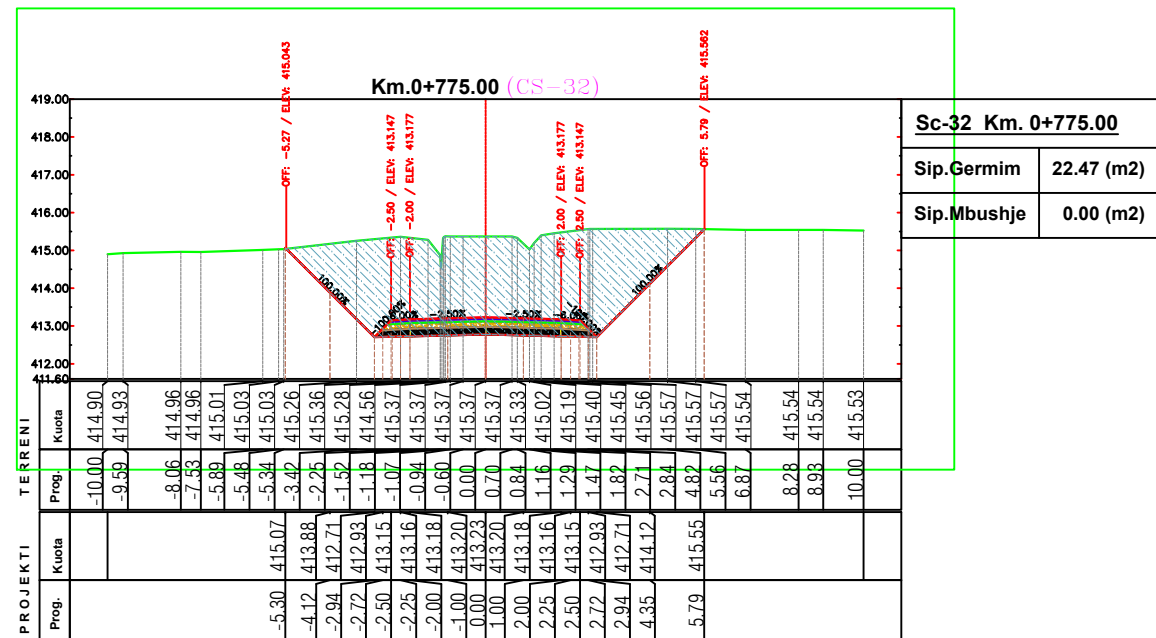 Km.0+775.00 (CS-32)
OFF: -5.27 / ELEV: 415.043
OFF: -2.50 / ELEV: 413.147
OFF: -2.00 / ELEV: 413.177
OFF: 2.00 / ELEV: 413.177
OFF: 2.50 / ELEV: 413.147
OFF: 5.79 / ELEV: 415.562
419.00
418.00
417.00
416.00
415.00
414.00
413.00
412.00
411.60
100.00%
-100.00%
-2.50%
-2.50%
100.00%
Sc-32 Km. 0+775.00
Sip.Germim 22.47 (m2)
Sip.Mbushje 0.00 (m2)
TERRENI
Kuota 414.90 414.93 414.96 414.96 415.01 415.03 415.03 415.26 415.36 415.28 414.56 415.37 415.37 415.37 415.37 415.37 415.33 415.02 415.19 415.40 415.45 415.56 415.57 415.57 415.57 415.54 415.54 415.54 415.53
Prog. -10.00 -9.59 -8.06 -7.53 -5.89 -5.48 -5.34 -3.42 -2.25 -1.52 -1.18 -1.07 -0.94 -0.60 0.00 0.70 0.84 1.16 1.29 1.47 1.82 2.71 2.84 4.82 5.56 6.87 8.28 8.93 10.00
PROJEKTI
Kuota 415.07 413.88 412.71 412.93 413.15 413.16 413.18 413.20 413.23 413.20 413.18 413.16 413.15 412.93 412.71 414.12 415.55
Prog. -5.30 -4.12 -2.94 -2.72 -2.50 -2.25 -2.00 -1.00 0.00 1.00 2.00 2.25 2.50 2.72 2.94 4.35 5.79